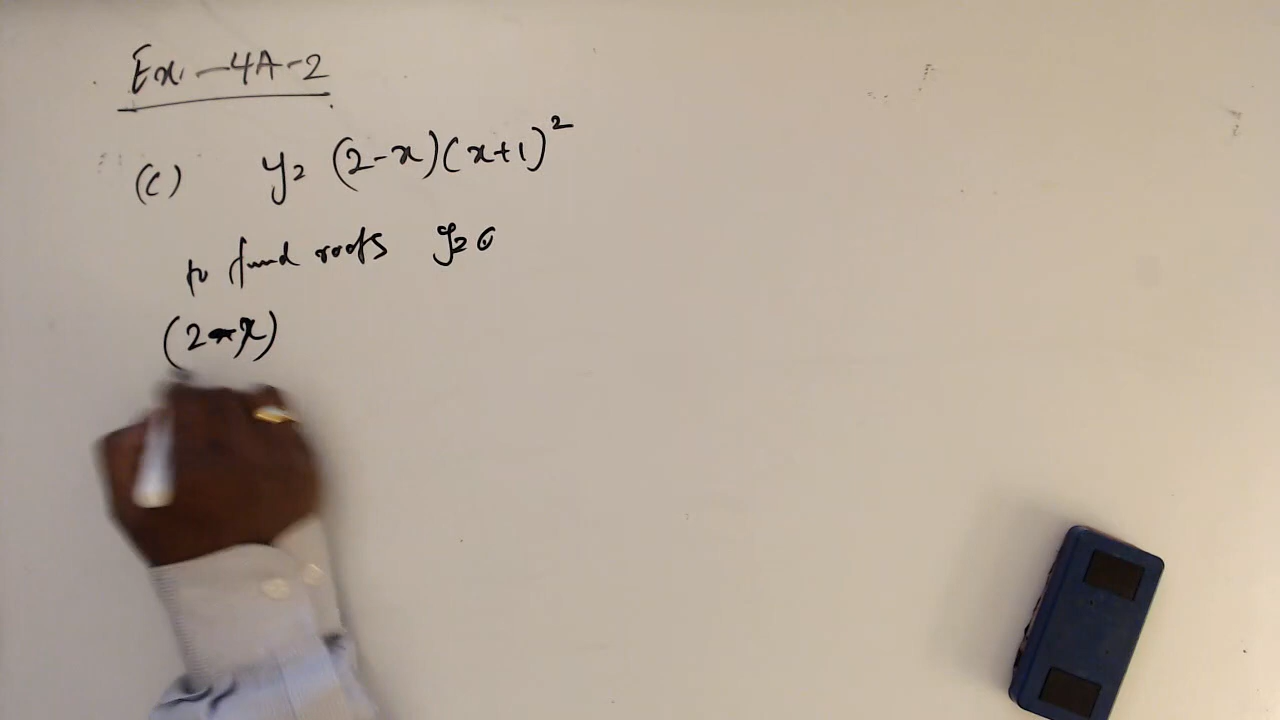 Ex. - 4A - 2
(c) y = (2-x)(x+1)²
to find roots y = 0
(2-x)